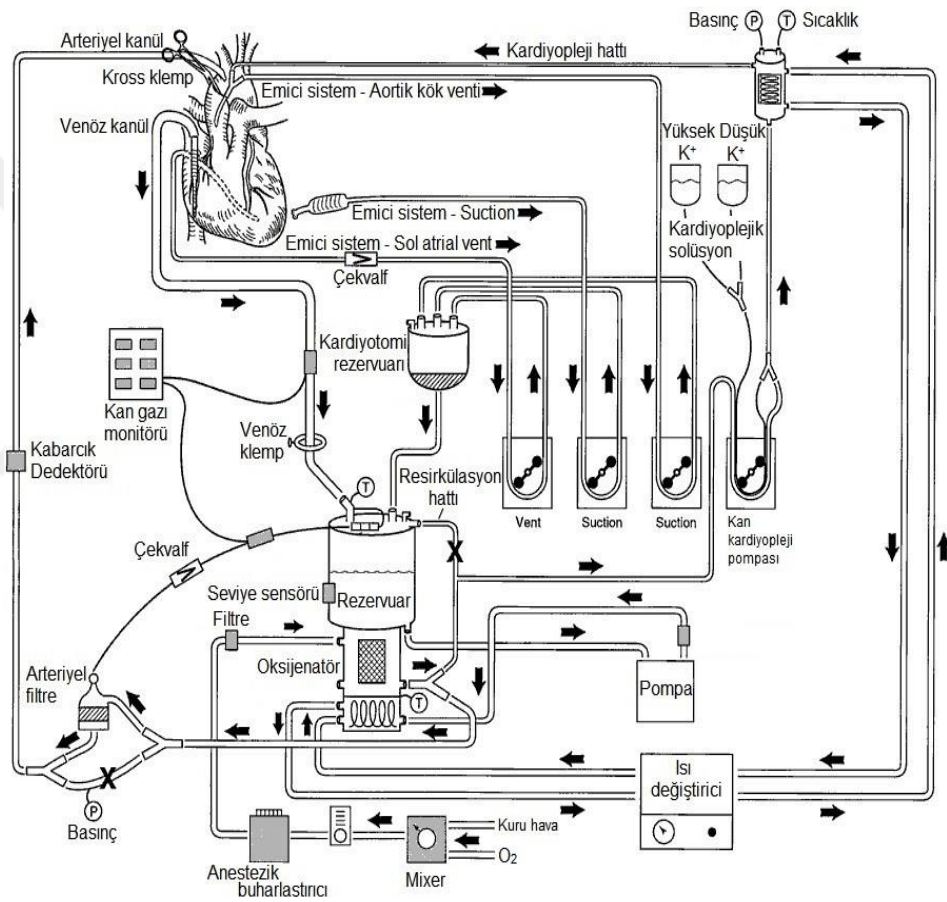 Basınç
P
T
Sıcaklık
Arteriyel kanül
Kross klemp
Kardiyopleji hattı
Emici sistem - Aortik kök venti
Venöz kanül
Yüksek Düşük
K+ K+
Emici sistem - Suction
Kardiyoplejik
solüsyon
Emici sistem - Sol atrial vent
Çekvalf
Kardiyotomi
rezervuarı
Kan gazı
monitörü
Venöz
klemp
T
Kabarcık
Dedektörü
Resirkülasyon
hattı
Vent
Suction
Suction
Kan
kardiyopleji
pompası
X
Çekvalf
Seviye sensörü
Rezervuar
Filtre
Oksijenatör
Arteriyel
filtre
T
Pompa
X
P
Basınç
Isı
değiştirici
Kuru hava
O2
Anestezik
buharlaştırıcı
Mixer